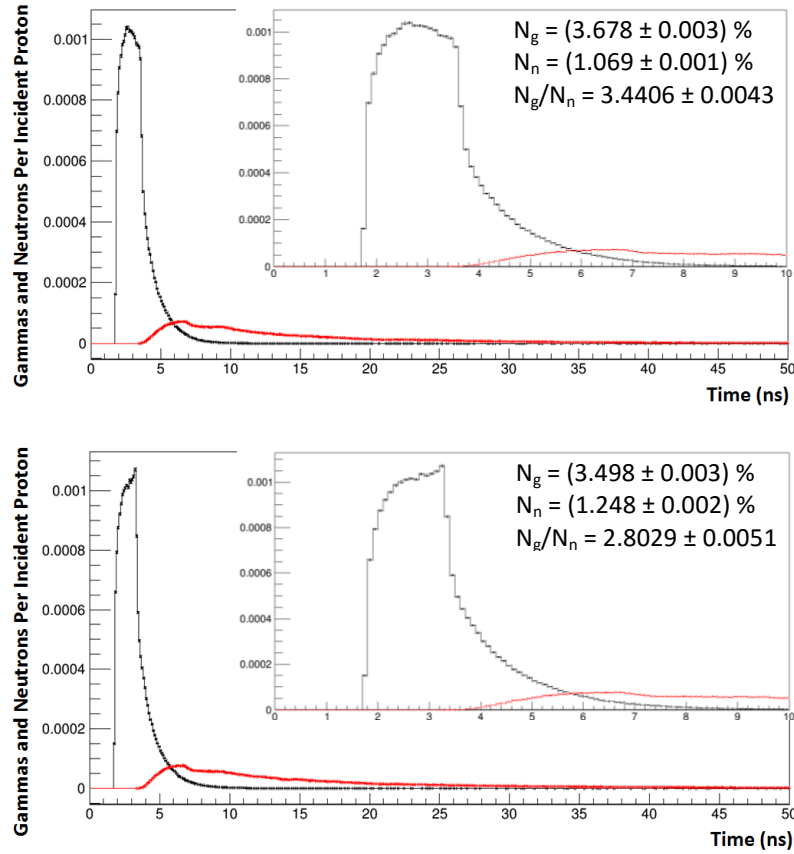 Gammas and Neutrons Per Incident Proton
0.001
0.0008
0.0006
0.0004
0.0002
0
0 5 10 15 20 25 30 35 40 45 50
0.001
0.0008
0.0006
0.0004
0.0002
0
0 1 2 3 4 5 6 7 8 9 10
N_g = (3.678 ± 0.003) %
N_n = (1.069 ± 0.001) %
N_g/N_n = 3.4406 ± 0.0043
Time (ns)
Gammas and Neutrons Per Incident Proton
0.001
0.0008
0.0006
0.0004
0.0002
0
0 5 10 15 20 25 30 35 40 45 50
0.001
0.0008
0.0006
0.0004
0.0002
0
0 1 2 3 4 5 6 7 8 9 10
N_g = (3.498 ± 0.003) %
N_n = (1.248 ± 0.002) %
N_g/N_n = 2.8029 ± 0.0051
Time (ns)